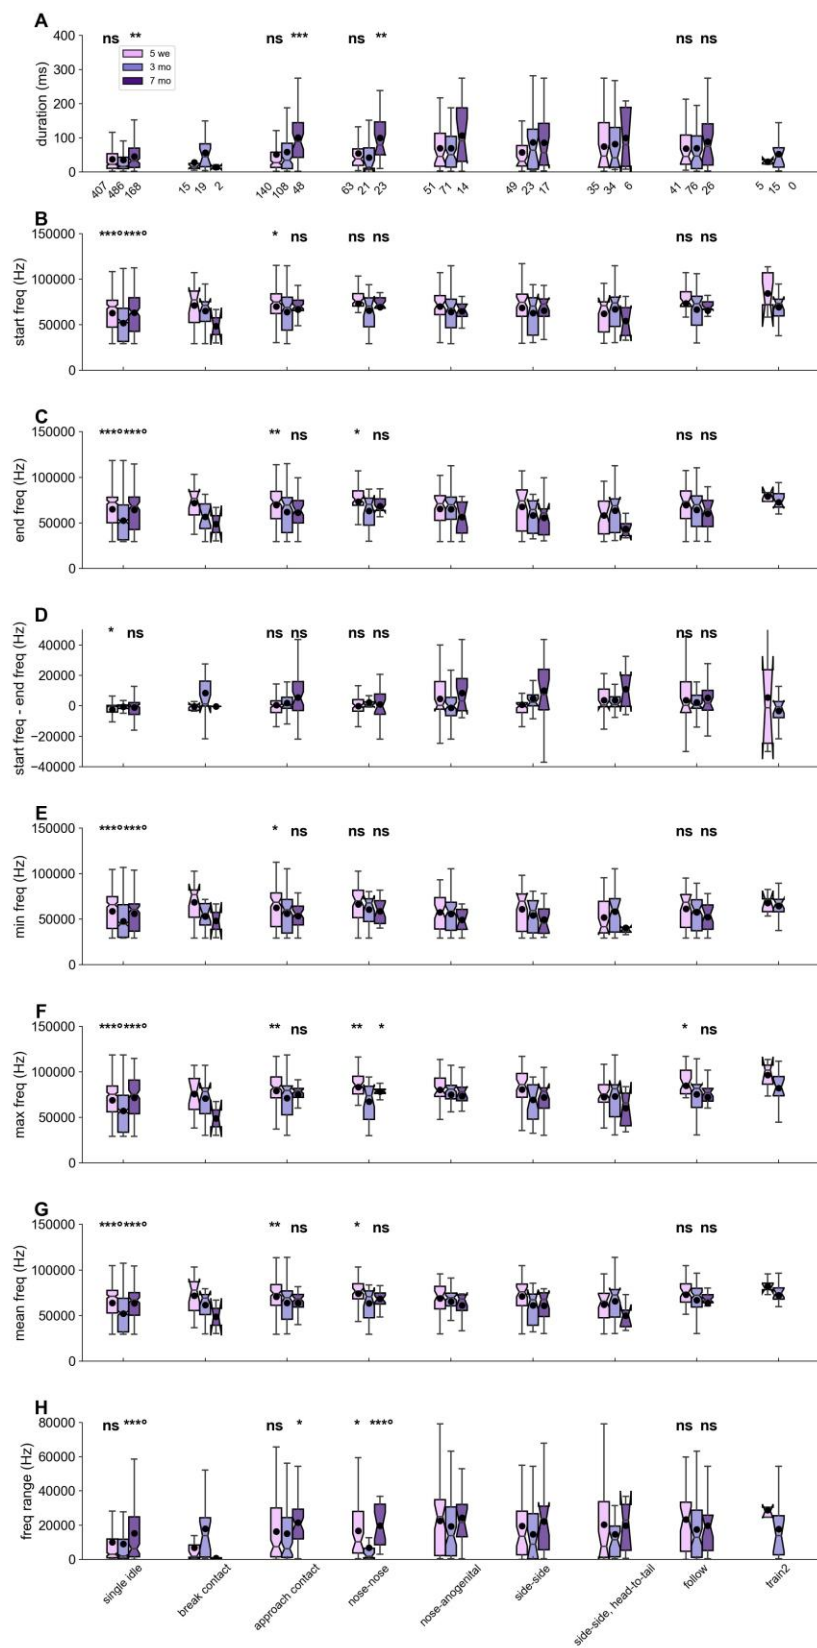 A
400
300
200
100
0
duration (ms)
ns **
ns ***
ns **
ns ns
5 we
3 mo
7 mo
407 486 168
15 19 2
140 108 48
63 21 23
51 71 14
49 23 17
35 34 6
41 76 26
5 15 0
B
150000
100000
50000
0
start freq (Hz)
***° ***°
* ns
ns ns
ns ns
C
150000
100000
50000
0
end freq (Hz)
***° ***°
** ns
* ns
ns ns
D
40000
20000
0
−20000
−40000
start freq - end freq (Hz)
* ns
ns ns
ns ns
ns ns
E
150000
100000
50000
0
min freq (Hz)
***° ***°
* ns
ns ns
ns ns
F
150000
100000
50000
0
max freq (Hz)
***° ***°
** ns
** *
* ns
G
150000
100000
50000
0
mean freq (Hz)
***° ***°
** ns
* ns
ns ns
H
80000
60000
40000
20000
0
freq range (Hz)
ns ***°
ns *
* ***°
ns ns
single idle
break contact
approach contact
nose-nose
nose-anogenital
side-side
side-side, head-to-tail
follow
train2